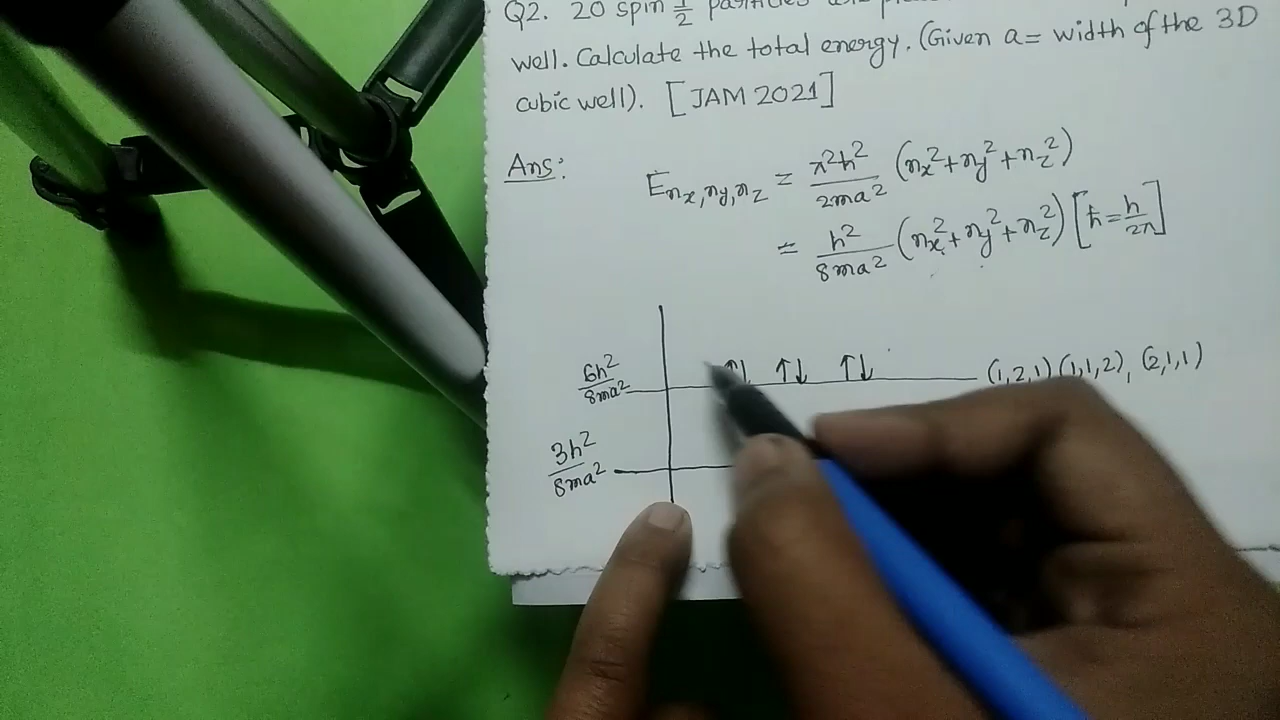 Q2. 20 spin 1/2 particles
well. Calculate the total energy. (Given a = width of the 3D
cubic well). [JAM 2021]
Ans:
E_{nx,ny,nz} = π²ħ²/2ma² (nx²+ny²+nz²)
= h²/8ma² (nx²+ny²+nz²) [ħ = h/2π]
6h²/8ma² ↑↓ ↑↓ ↑↓ (1,2,1) (1,1,2), (2,1,1)
3h²/8ma²